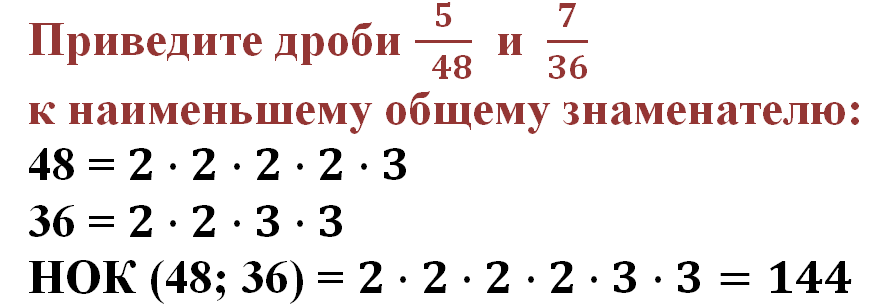 Приведите дроби 5/48 и 7/36
к наименьшему общему знаменателю:
48 = 2 · 2 · 2 · 2 · 3
36 = 2 · 2 · 3 · 3
НОК (48; 36) = 2 · 2 · 2 · 2 · 3 · 3 = 144